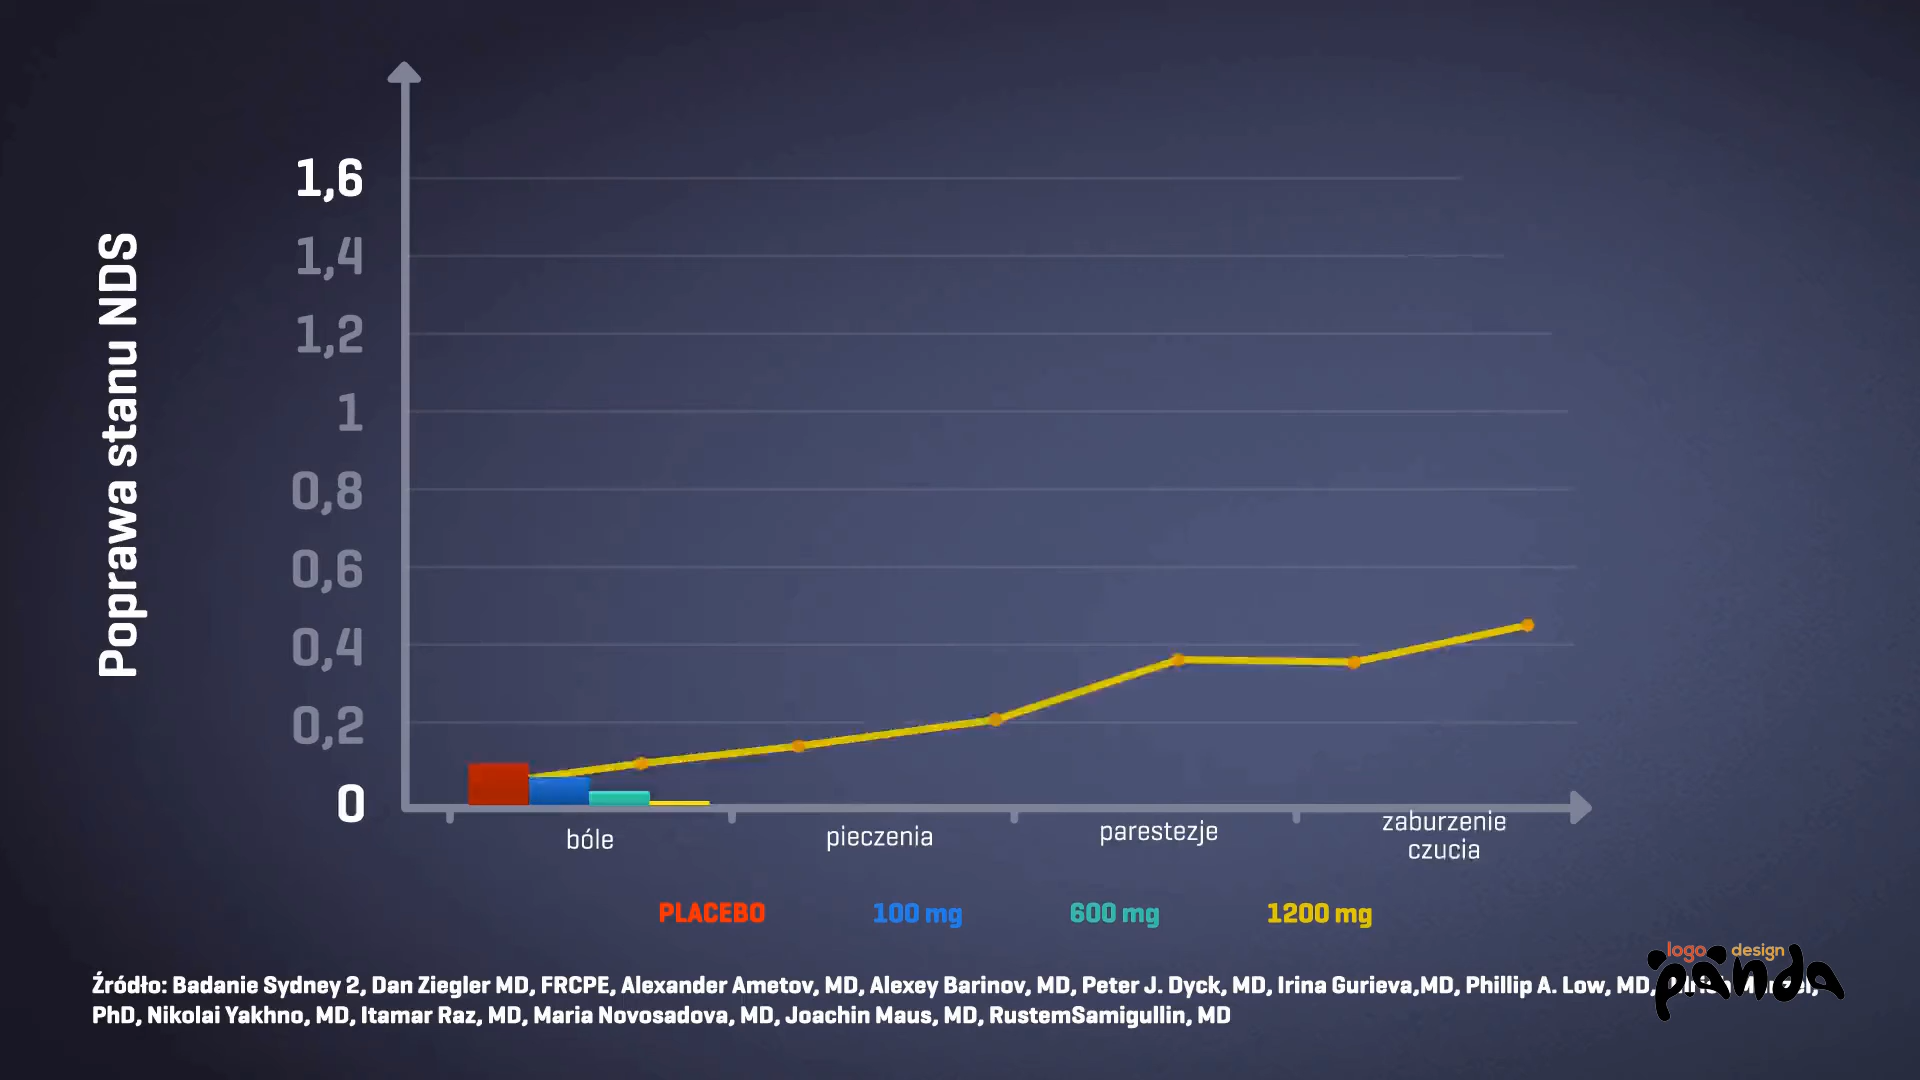 Poprawa stanu NDS
1,6
1,4
1,2
1
0,8
0,6
0,4
0,2
0
bóle
pieczenia
parestezje
zaburzenie
czucia
PLACEBO
100 mg
600 mg
1200 mg
logo design
panda
Źródło: Badanie Sydney 2, Dan Ziegler MD, FRCPE, Alexander Ametov, MD, Alexey Barinov, MD, Peter J. Dyck, MD, Irina Gurieva,MD, Phillip A. Low, MD,
PhD, Nikolai Yakhno, MD, Itamar Raz, MD, Maria Novosadova, MD, Joachin Maus, MD, RustemSamigullin, MD